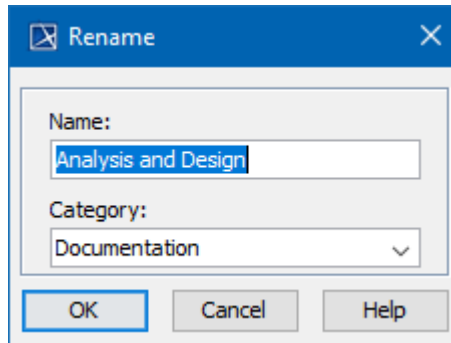 Rename
Name:
Analysis and Design
Category:
Documentation
OK Cancel Help